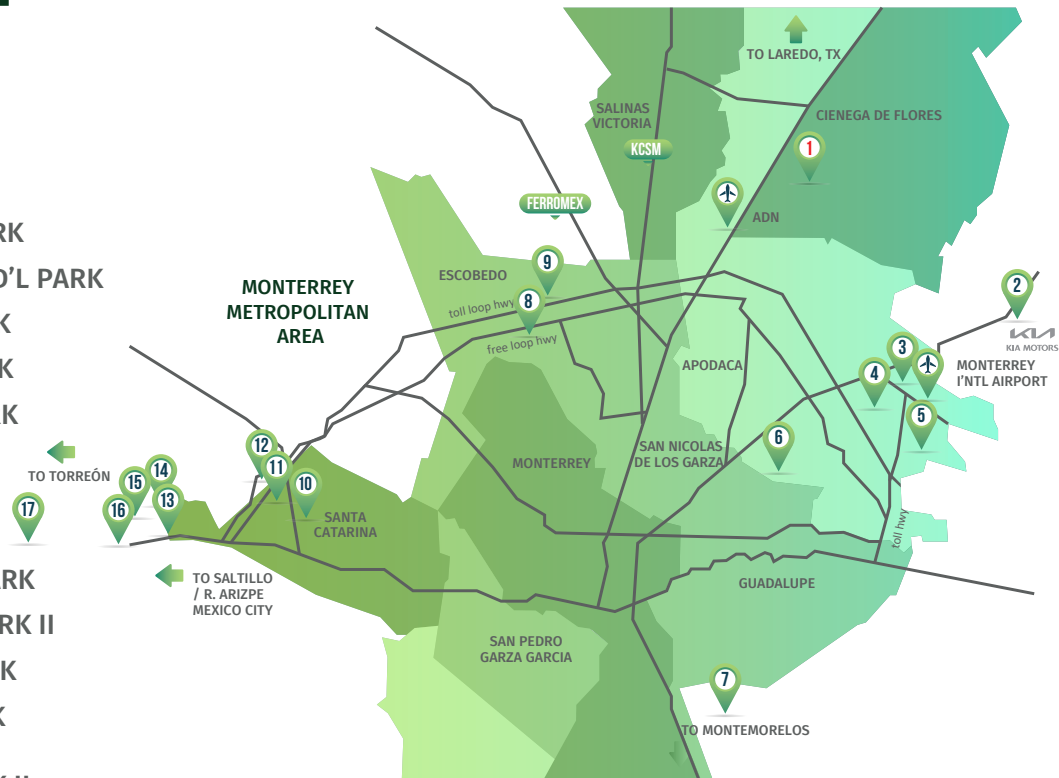 RK
D'L PARK
K
K
RK
ARK
RK II
K
K
MONTERREY
METROPOLITAN
AREA
TO LAREDO, TX
SALINAS
VICTORIA
CIENEGA DE FLORES
KCSM
1
FERROMEX
ADN
ESCOBEDO
9
8
toll loop hwy
free loop hwy
2
KIA
KIA MOTORS
3
4
MONTERREY
I'NTL AIRPORT
APODACA
5
6
SAN NICOLAS
DE LOS GARZA
MONTERREY
12
11
10
TO TORREÓN
14
15
13
16
17
SANTA
CATARINA
toll hwy
TO SALTILLO
/ R. ARIZPE
MEXICO CITY
GUADALUPE
SAN PEDRO
GARZA GARCIA
7
TO MONTEMORELOS